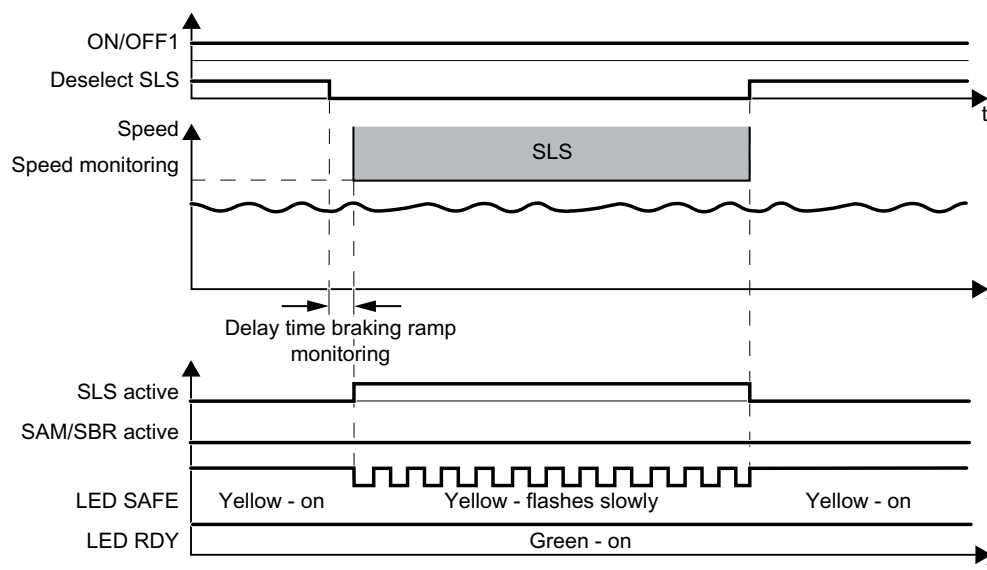 ON/OFF1
Deselect SLS
t
Speed
Speed monitoring
SLS
Delay time braking ramp
monitoring
SLS active
SAM/SBR active
LED SAFE
Yellow - on
Yellow - flashes slowly
Yellow - on
LED RDY
Green - on